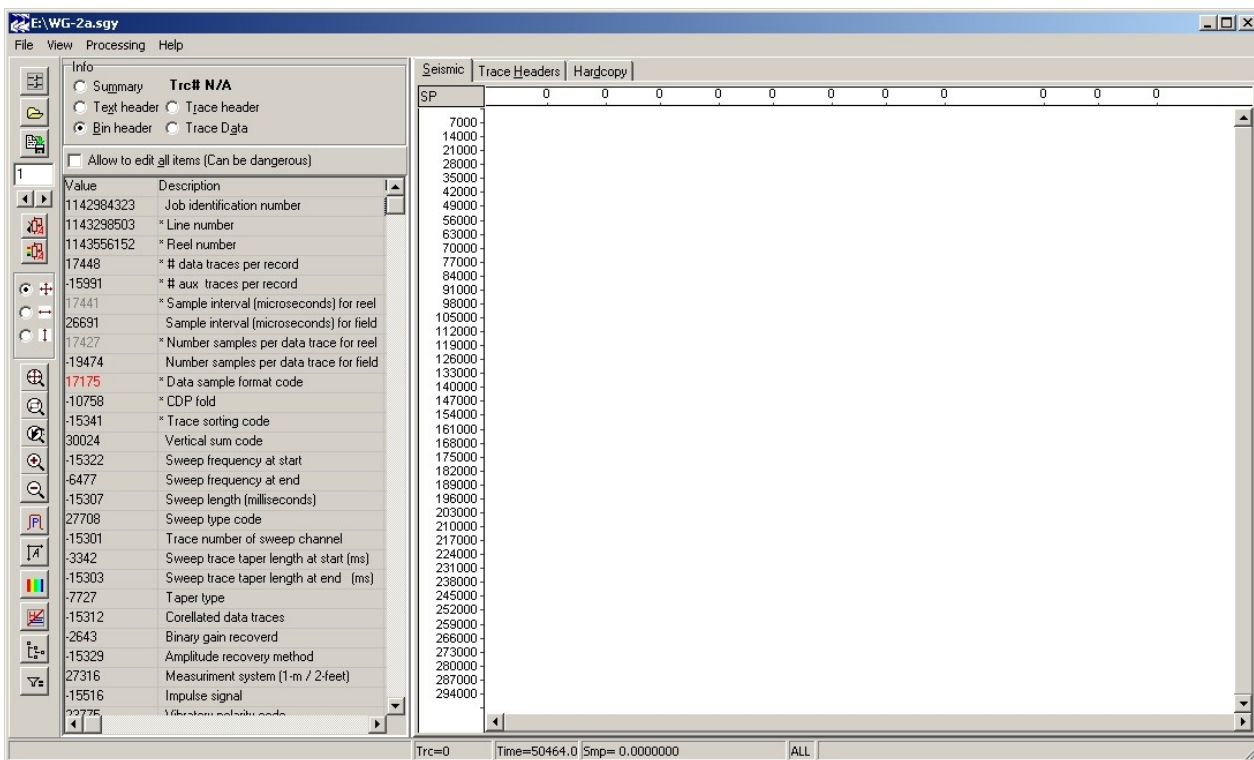 E:\WG-2a.sgy
File View Processing Help
Info
Summary Trc# N/A
Text header Trace header
Bin header Trace Data
Allow to edit all items (Can be dangerous)
1
Value Description
1142984323 Job identification number
1143298503 * Line number
1143556152 * Reel number
17448 * # data traces per record
-15991 * # aux traces per record
17441 * Sample interval (microseconds) for reel
26691 Sample interval (microseconds) for field
17427 * Number samples per data trace for reel
-19474 Number samples per data trace for field
17175 * Data sample format code
-10758 * CDP fold
-15341 * Trace sorting code
30024 Vertical sum code
-15322 Sweep frequency at start
-6477 Sweep frequency at end
-15307 Sweep length (milliseconds)
27708 Sweep type code
-15301 Trace number of sweep channel
-3342 Sweep trace taper length at start (ms)
-15303 Sweep trace taper length at end (ms)
-7727 Taper type
-15312 Corellated data traces
-2643 Binary gain recoverd
-15329 Amplitude recovery method
27316 Measuriment system (1-m / 2-feet)
-15516 Impulse signal
Seismic Trace Headers Hardcopy
SP 0 0 0 0 0 0 0 0 0 0 0
7000
14000
21000
28000
35000
42000
49000
56000
63000
70000
77000
84000
91000
98000
105000
112000
119000
126000
133000
140000
147000
154000
161000
168000
175000
182000
189000
196000
203000
210000
217000
224000
231000
238000
245000
252000
259000
266000
273000
280000
287000
294000
Trc=0 Time=50464.0 Smp= 0.0000000 ALL